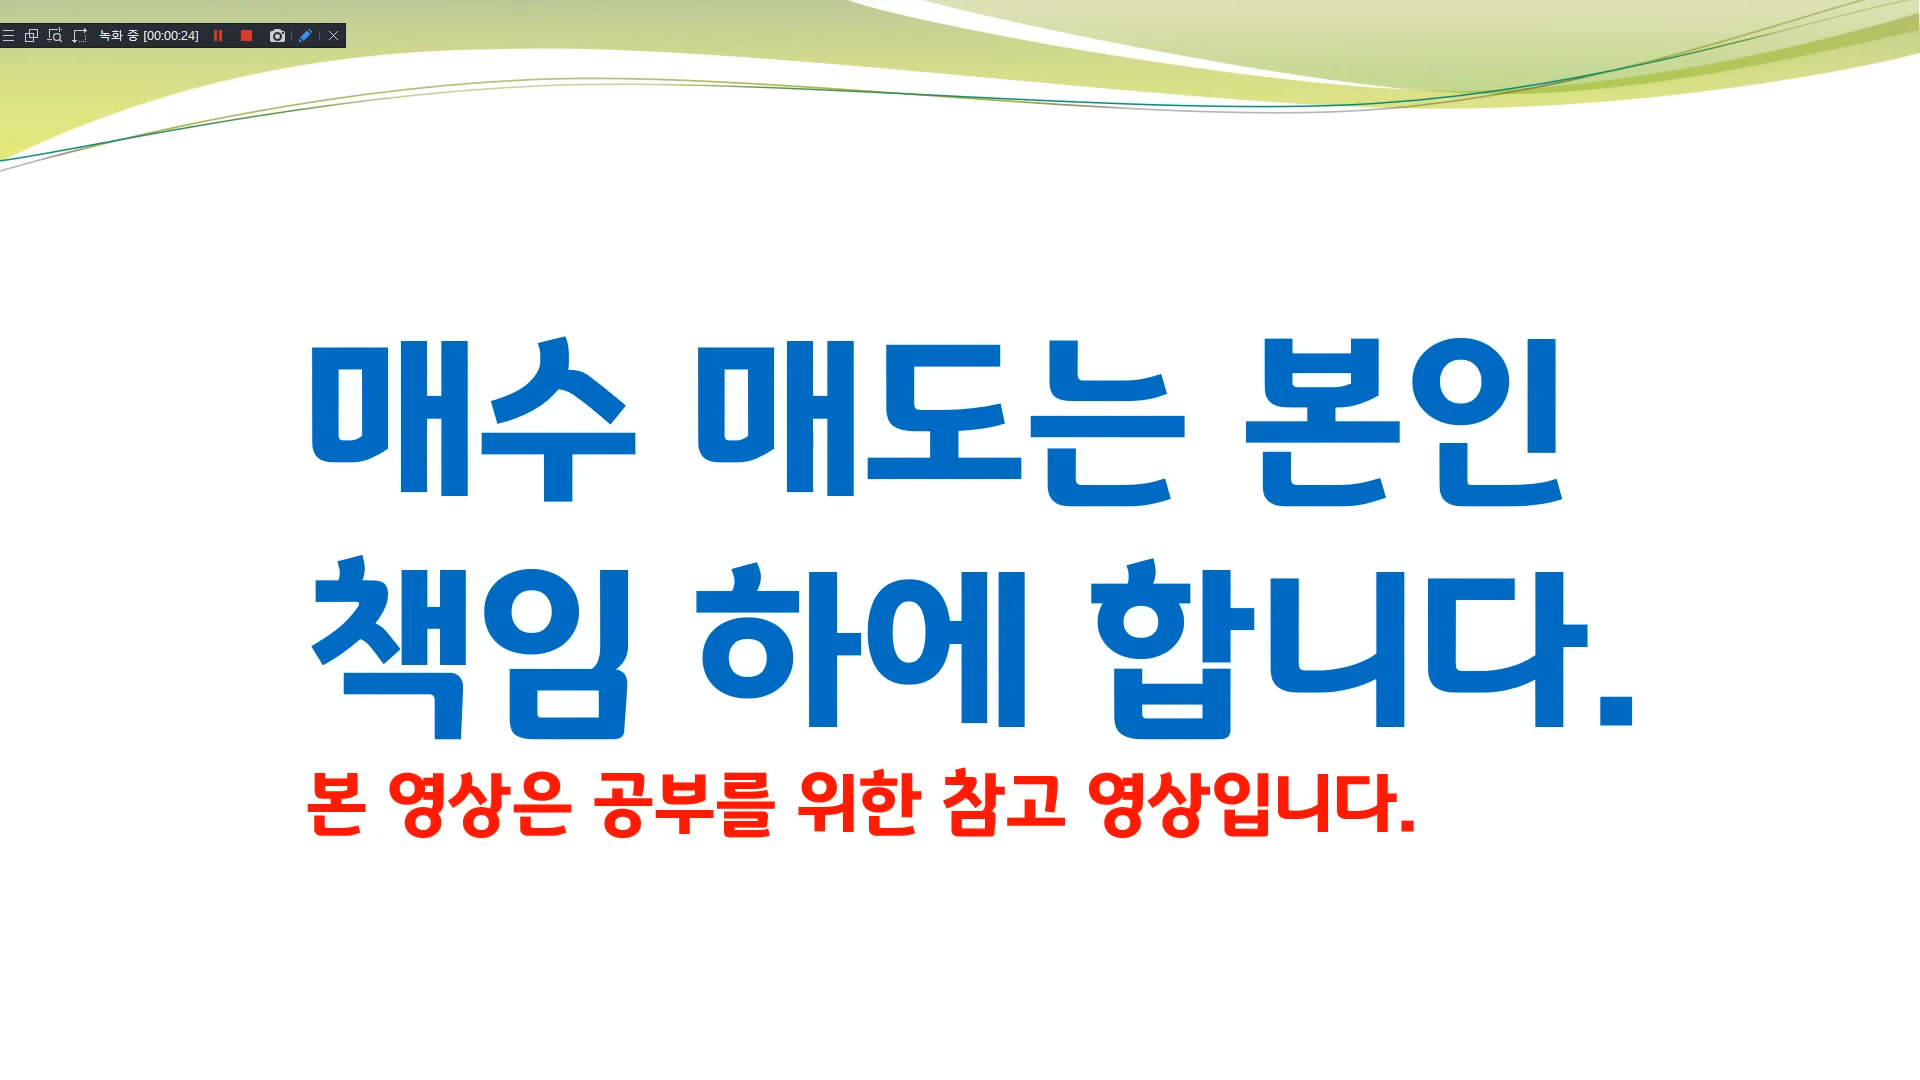 녹화 중 [00:00:24]
매수 매도는 본인
책임 하에 합니다.
본 영상은 공부를 위한 참고 영상입니다.